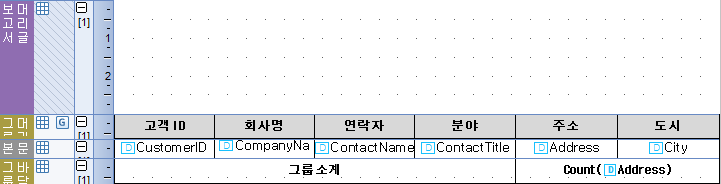 보고서
머리글
[1]
1
2
그룹
머리
G
[1]
고객 ID 회사명 연락자 분야 주소 도시
본문
D CustomerID D CompanyNa D ContactName D ContactTitle D Address D City
그룹
바닥
[1]
그룹 소계 Count( D Address)